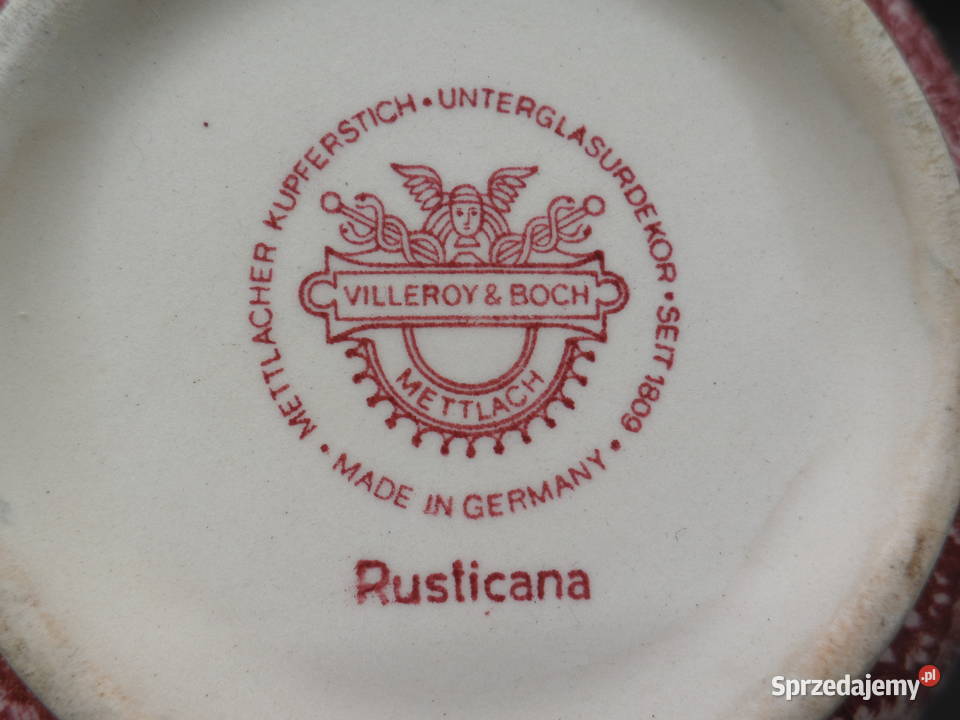 METTLACHER KUPFERSTICH • UNTERGLASURDEKOR • SEIT 1809 •
VILLEROY & BOCH
METTLACH
MADE IN GERMANY
Rusticana
Sprzedajemy.pl